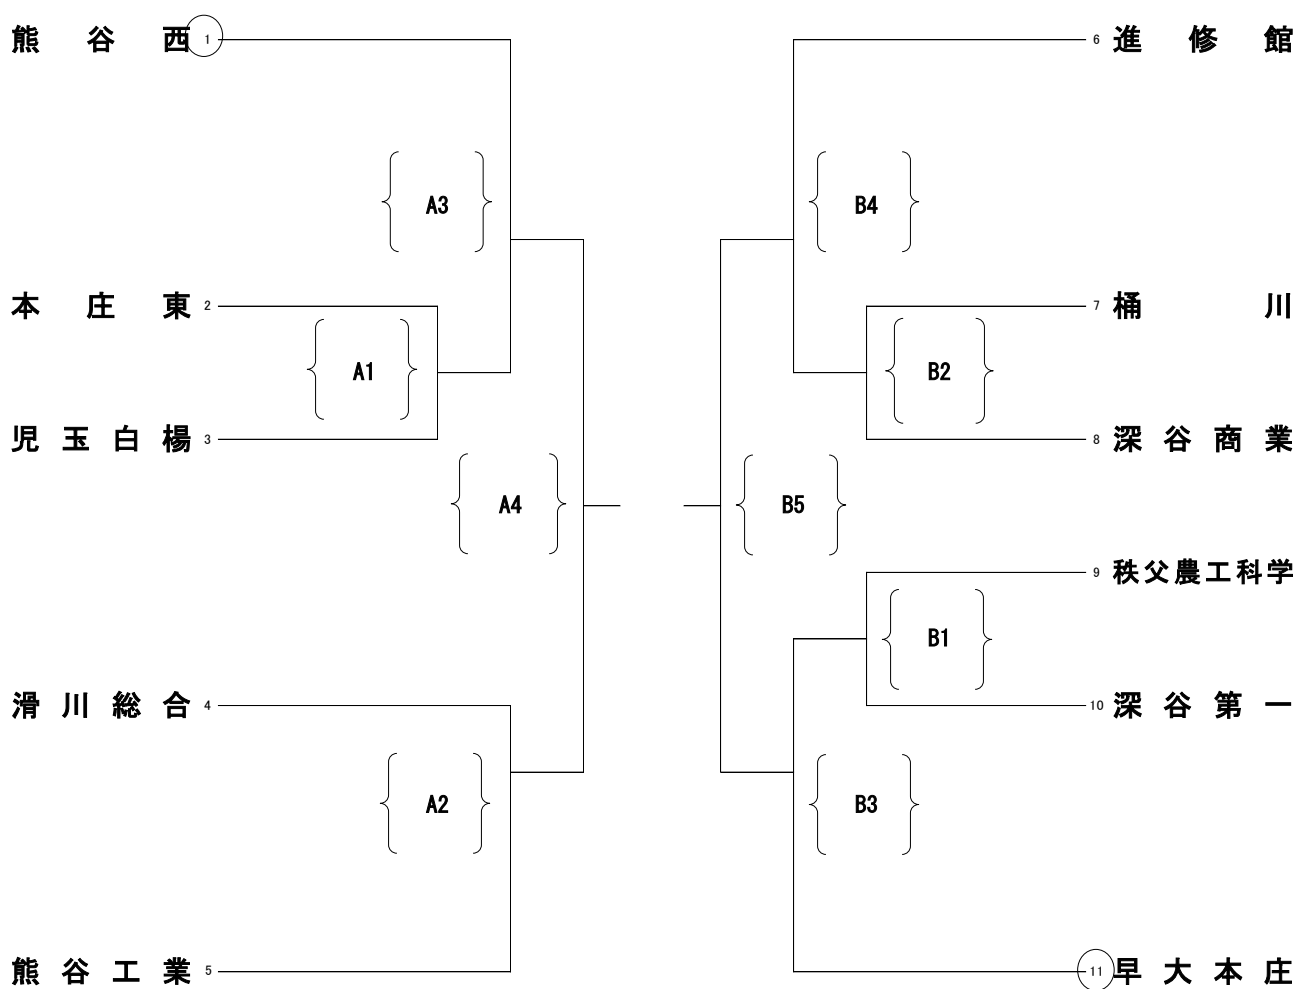 熊谷西 1
6 進修館
A3
B4
本庄東 2
7 桶川
A1
B2
児玉白楊 3
8 深谷商業
A4
B5
9 秩父農工科学
B1
滑川総合 4
10 深谷第一
A2
B3
熊谷工業 5
11 早大本庄